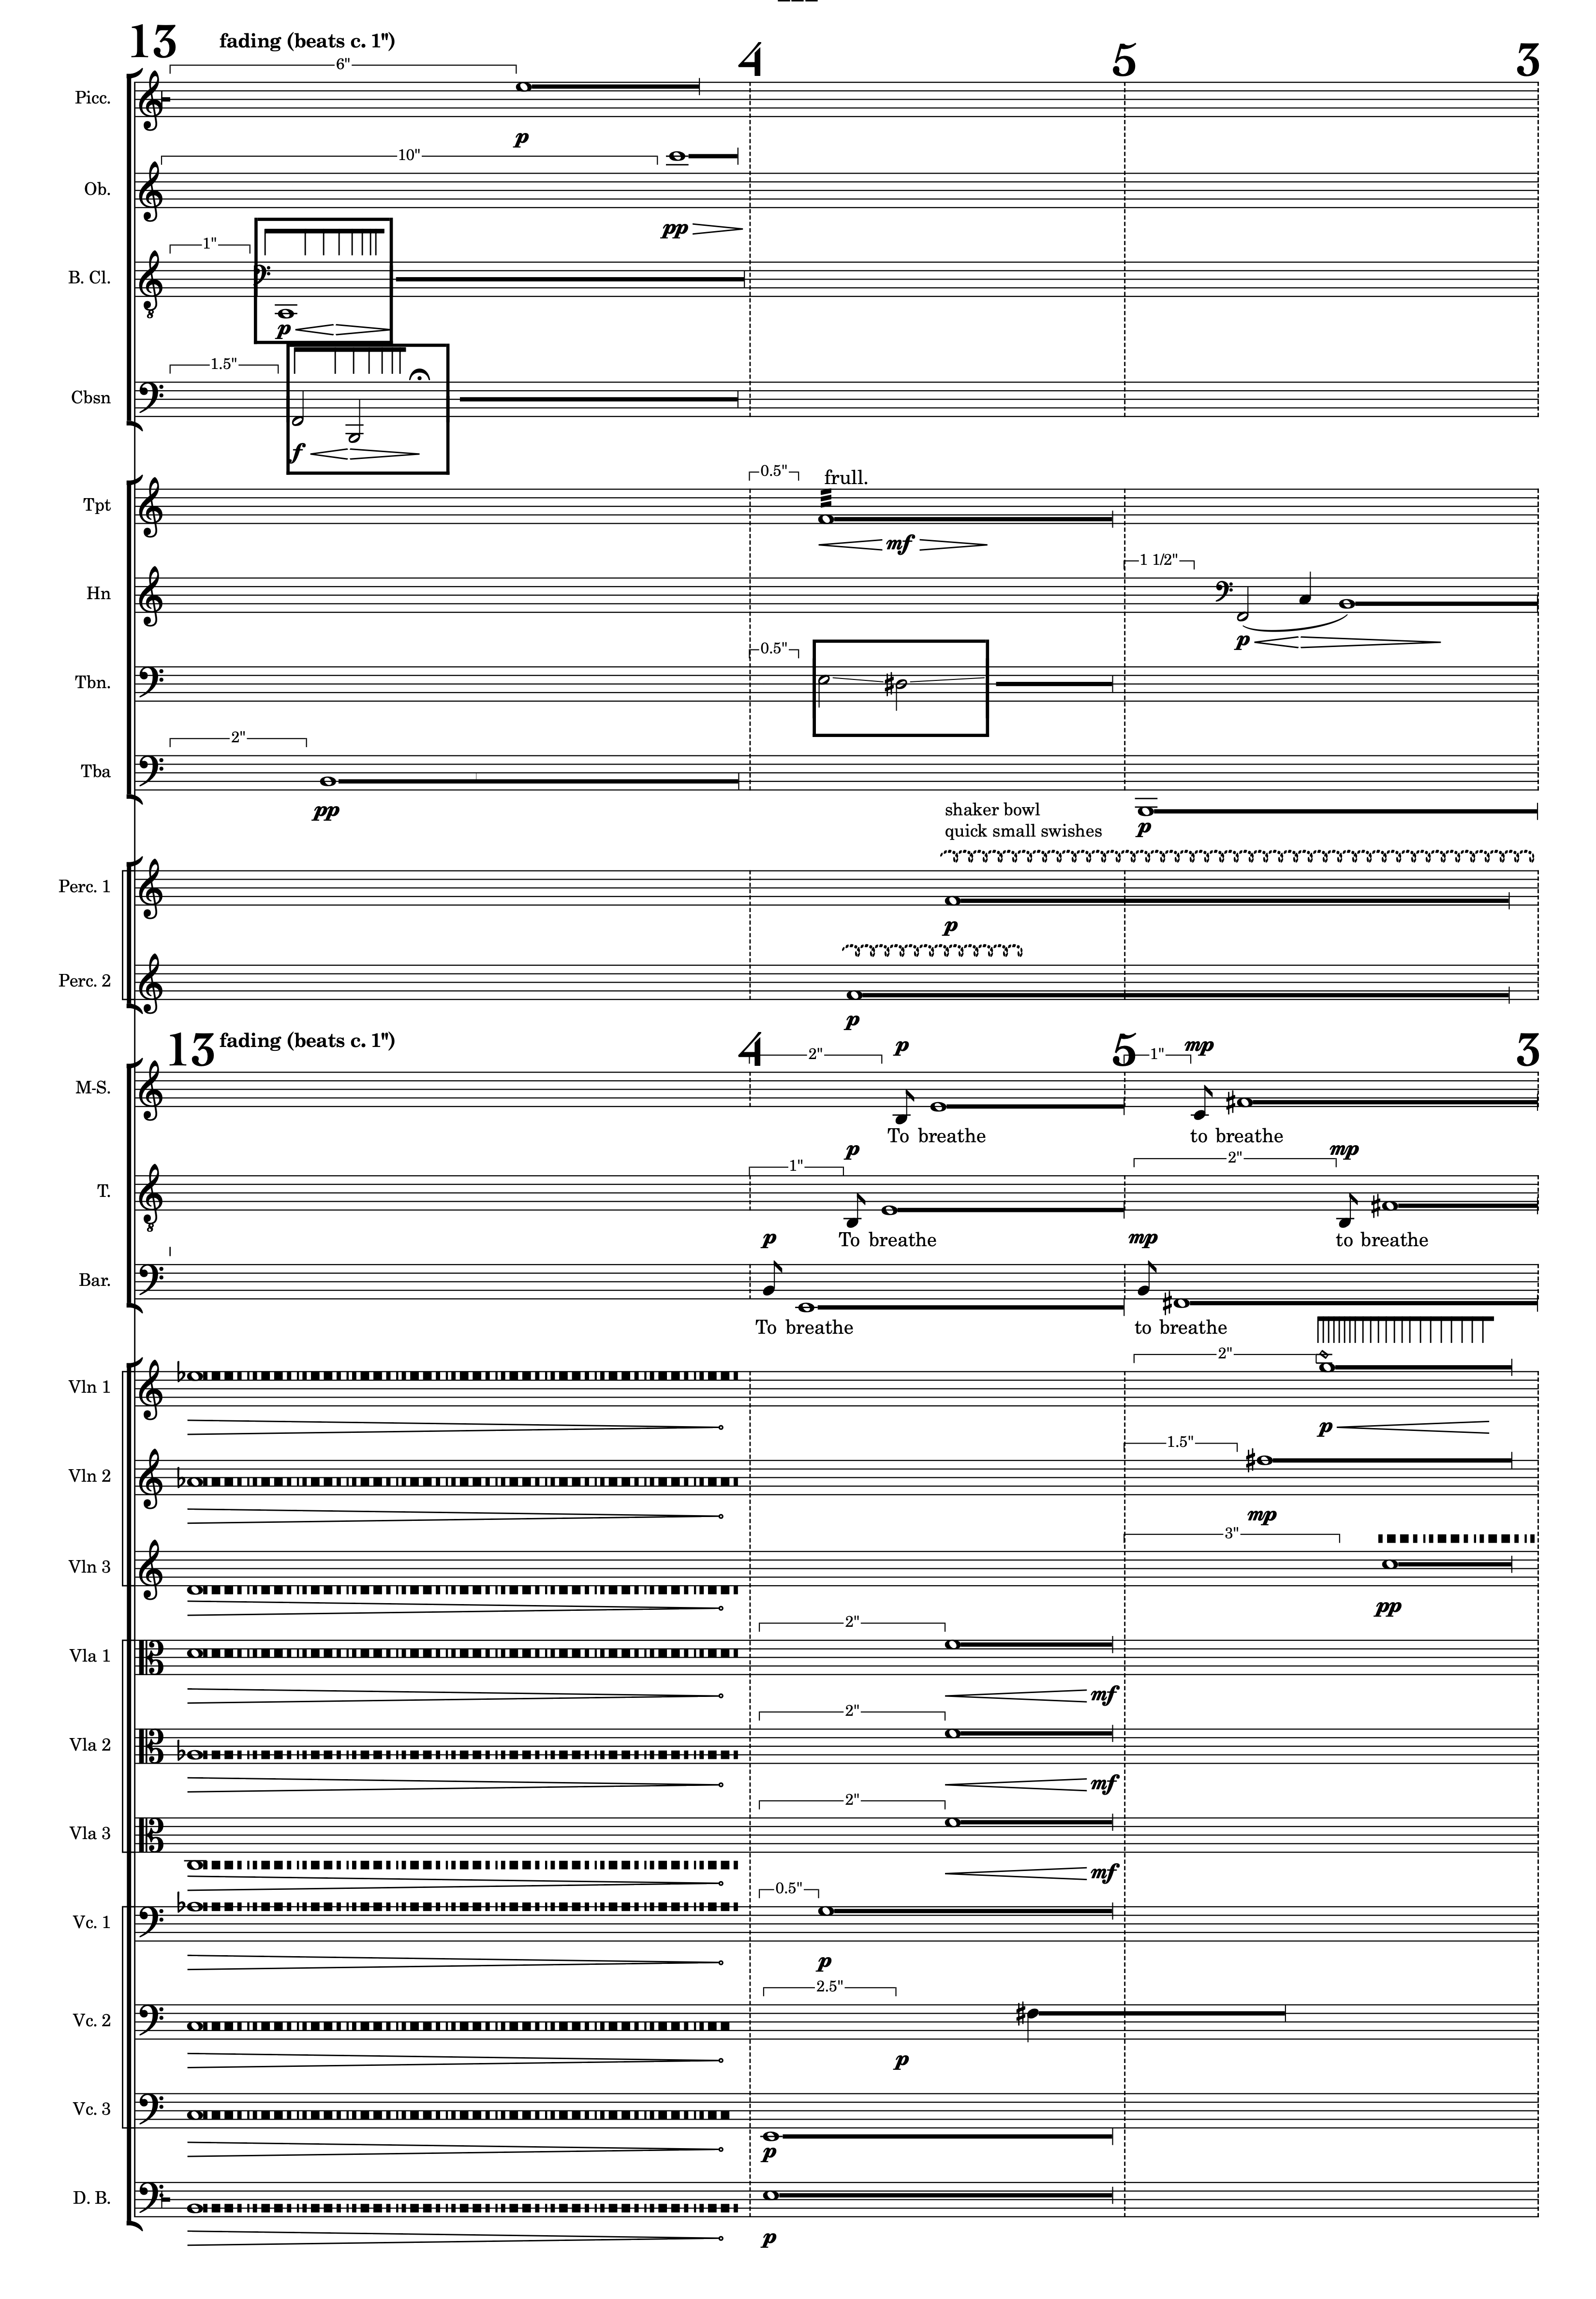 13 fading (beats c. 1") 4 5 3
6"
Picc.
p
10"
Ob.
pp
1"
B. Cl.
p
1.5"
Cbsn
f
0.5" frull.
Tpt
mf
1 1/2"
Hn
p
0.5"
Tbn.
2"
Tba
pp
p
shaker bowl
quick small swishes
Perc. 1
p
Perc. 2
p
13 fading (beats c. 1") 4 5 3
2" p 1" mp
M-S.
To breathe to breathe
p mp
1" 2"
T.
To breathe to breathe
p mp
Bar.
To breathe to breathe
2"
Vln 1
p
1.5"
Vln 2
mp
3"
Vln 3
pp
2"
Vla 1
mf
2"
Vla 2
mf
2"
Vla 3
mf
0.5"
Vc. 1
p
2.5"
Vc. 2
p
Vc. 3
p
D. B.
p